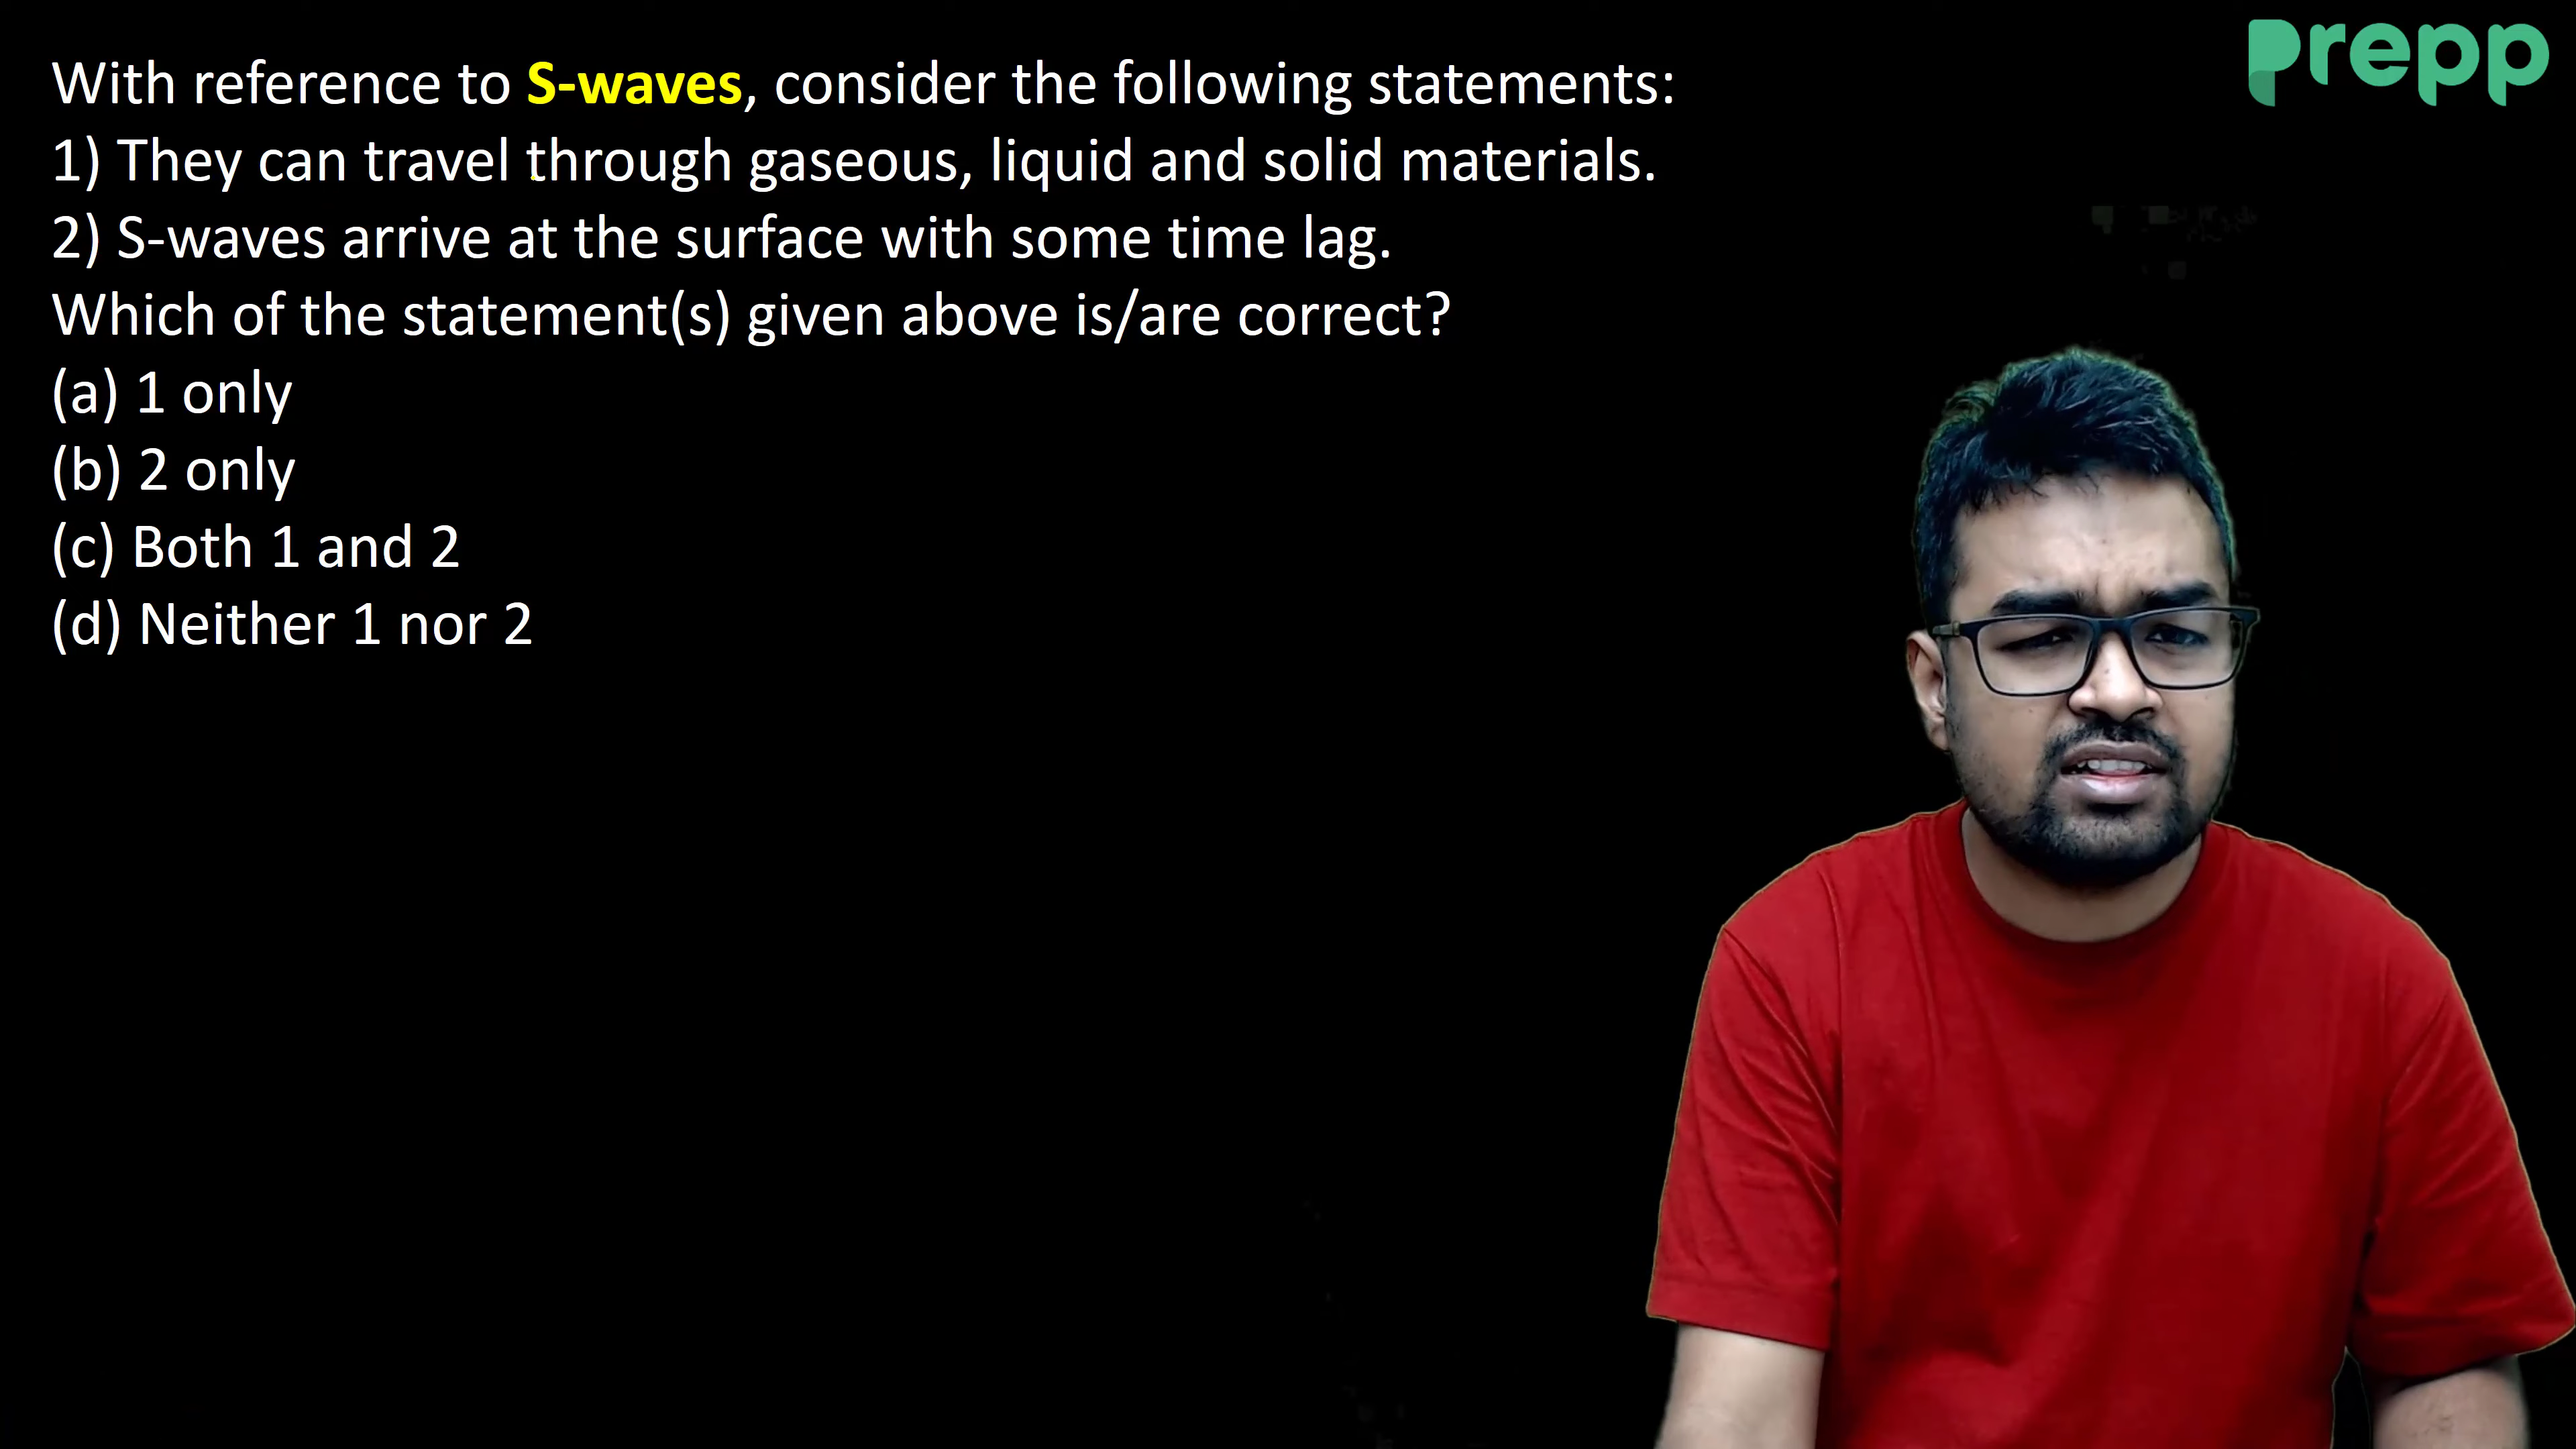 prepp
With reference to S-waves, consider the following statements:
1) They can travel through gaseous, liquid and solid materials.
2) S-waves arrive at the surface with some time lag.
Which of the statement(s) given above is/are correct?
(a) 1 only
(b) 2 only
(c) Both 1 and 2
(d) Neither 1 nor 2